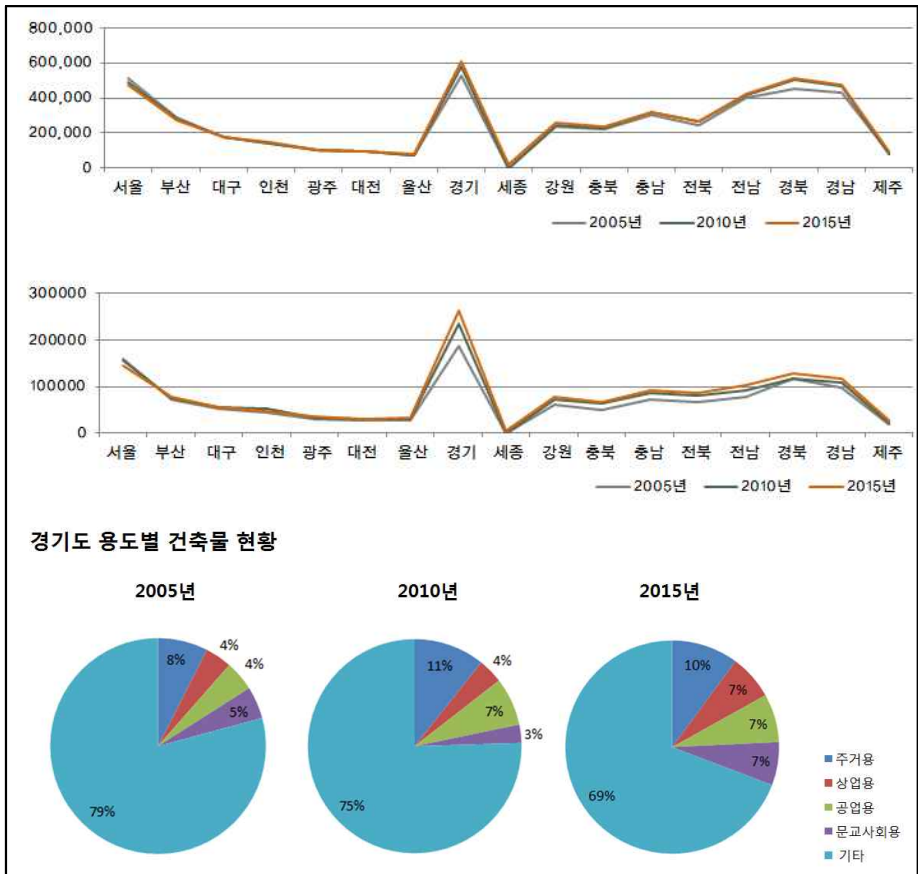 800,000
600,000
400,000
200,000
0
서울 부산 대구 인천 광주 대전 울산 경기 세종 강원 충북 충남 전북 전남 경북 경남 제주
2005년 2010년 2015년
300000
200000
100000
0
서울 부산 대구 인천 광주 대전 울산 경기 세종 강원 충북 충남 전북 전남 경북 경남 제주
2005년 2010년 2015년
경기도 용도별 건축물 현황
2005년 2010년 2015년
8% 4% 4% 5% 79%
11% 4% 7% 3% 75%
10% 7% 7% 7% 69%
주거용
상업용
공업용
문교사회용
기타